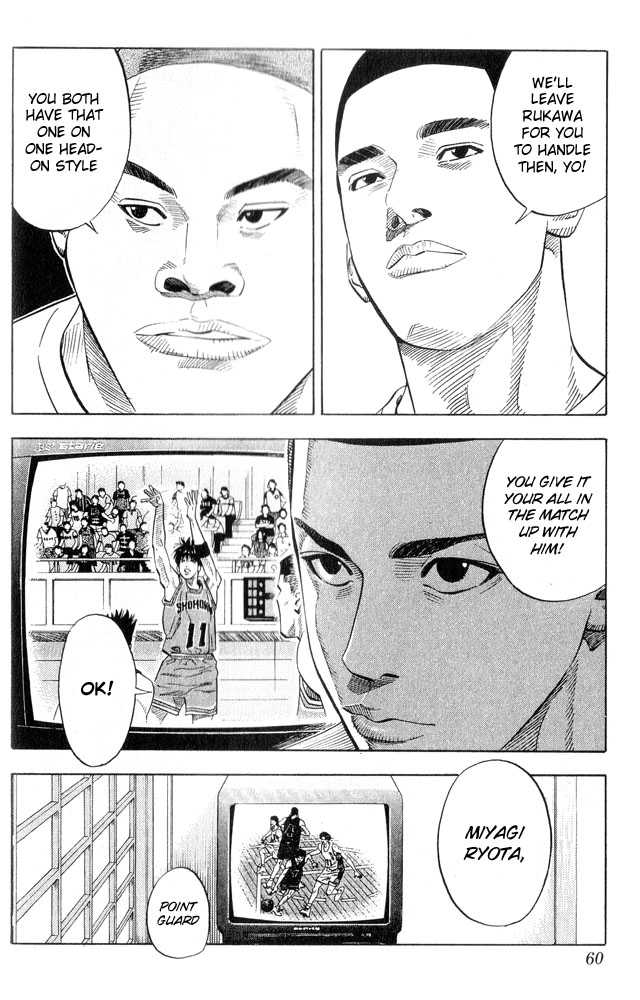 WE'LL
LEAVE
RUKAWA
FOR YOU
TO HANDLE
THEN, YO!
YOU BOTH
HAVE THAT
ONE ON
ONE HEAD-
ON STYLE
YOU GIVE IT
YOUR ALL IN
THE MATCH
UP WITH
HIM!
SHOHOKU
11
OK!
MIYAGI
RYOTA,
POINT
GUARD
60